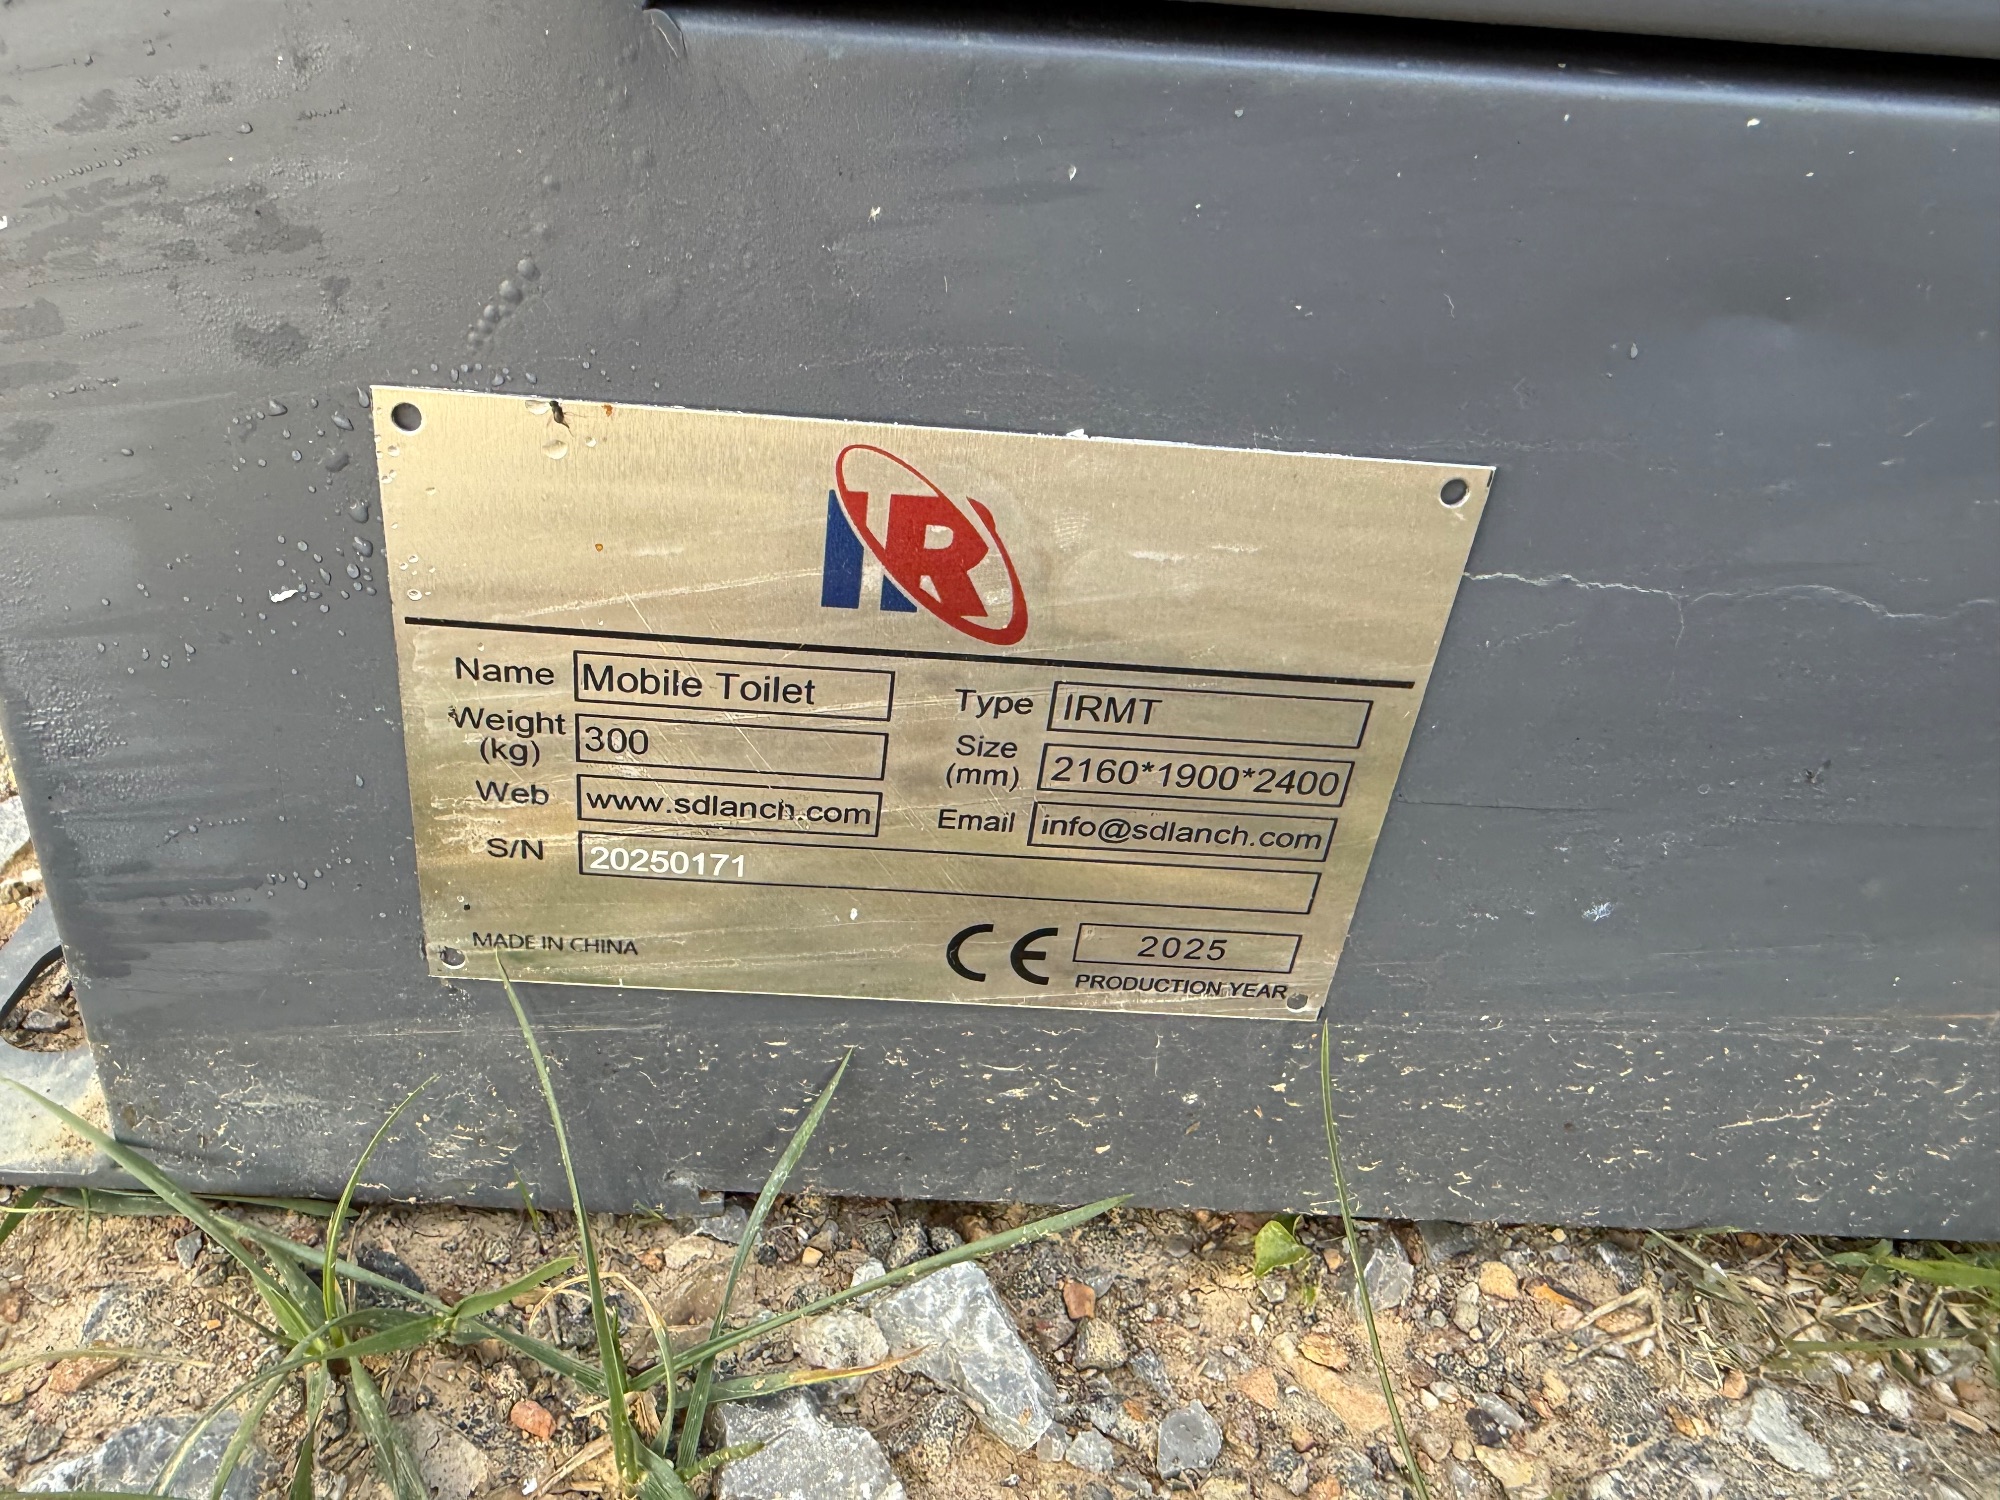 IR
Name Mobile Toilet Type IRMT
Weight (kg) 300 Size (mm) 2160*1900*2400
Web www.sdlanch.com Email info@sdlanch.com
S/N 20250171
MADE IN CHINA CE 2025
PRODUCTION YEAR